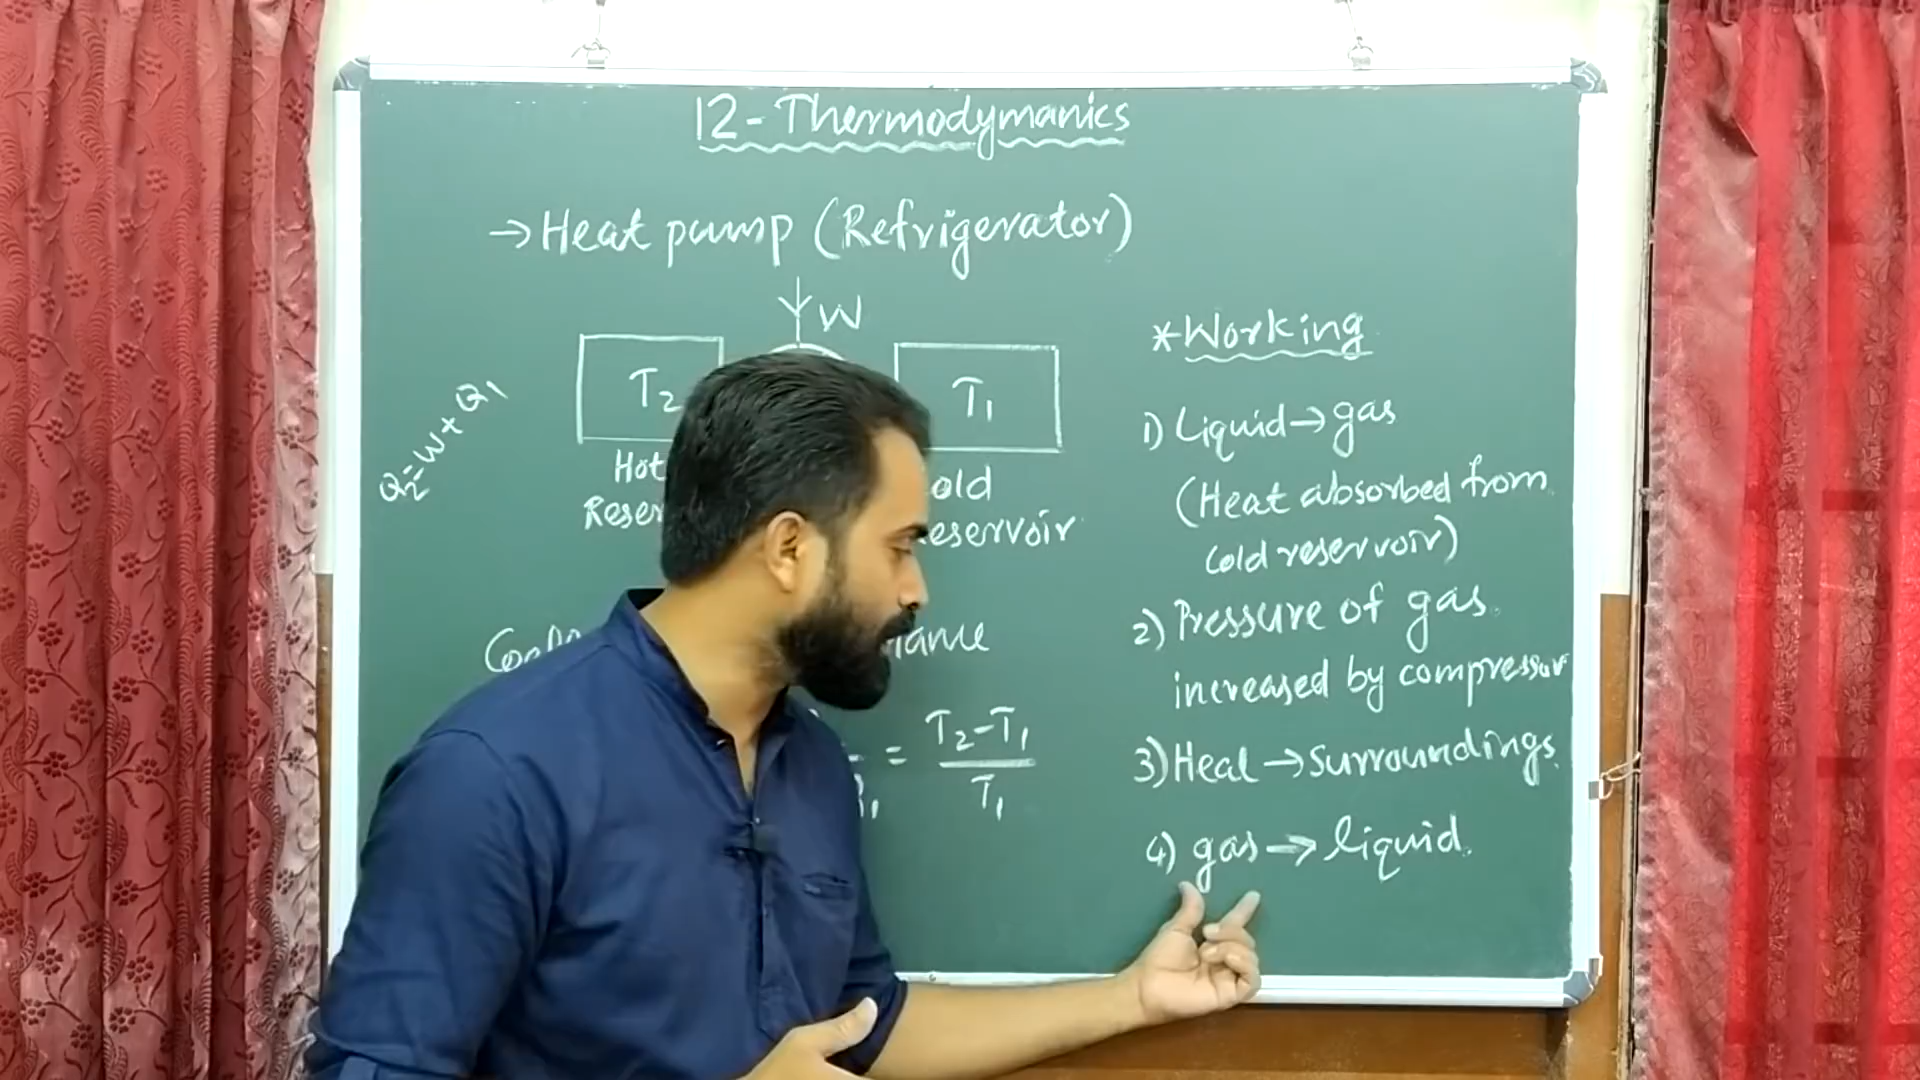 12-Thermodymanics
→Heat pump (Refrigerator)
W
T₂
T₁
Q₂=W+Q₁
Hot
old
eservoir
= T₂-T₁
T₁
*Working
1) Liquid→gas
(Heat absorbed from
Cold reservoir)
2) Pressure of gas
increased by compressor
3) Heat→Surroundings.
4) gas→liquid.